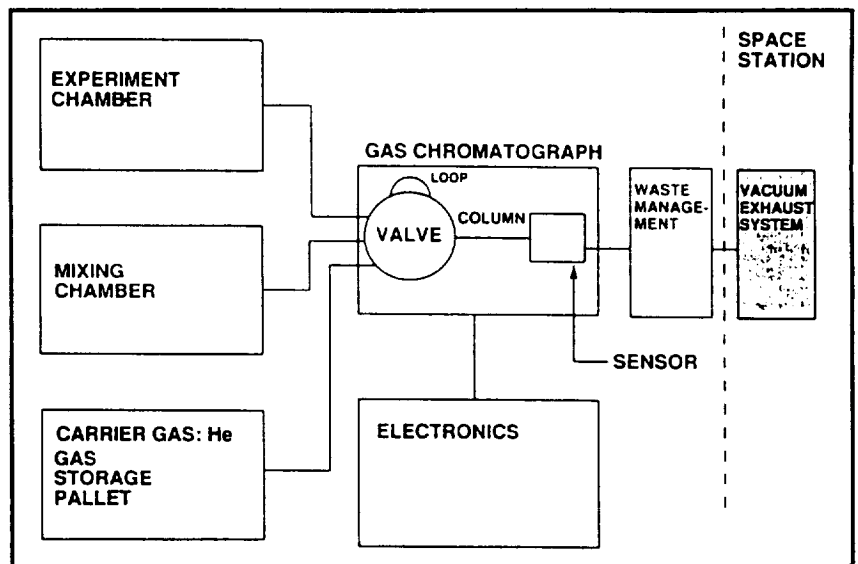 EXPERIMENT
CHAMBER
MIXING
CHAMBER
CARRIER GAS: He
GAS
STORAGE
PALLET
GAS CHROMATOGRAPH
LOOP
VALVE
COLUMN
SENSOR
ELECTRONICS
WASTE
MANAGE-
MENT
SPACE
STATION
VACUUM
EXHAUST
SYSTEM